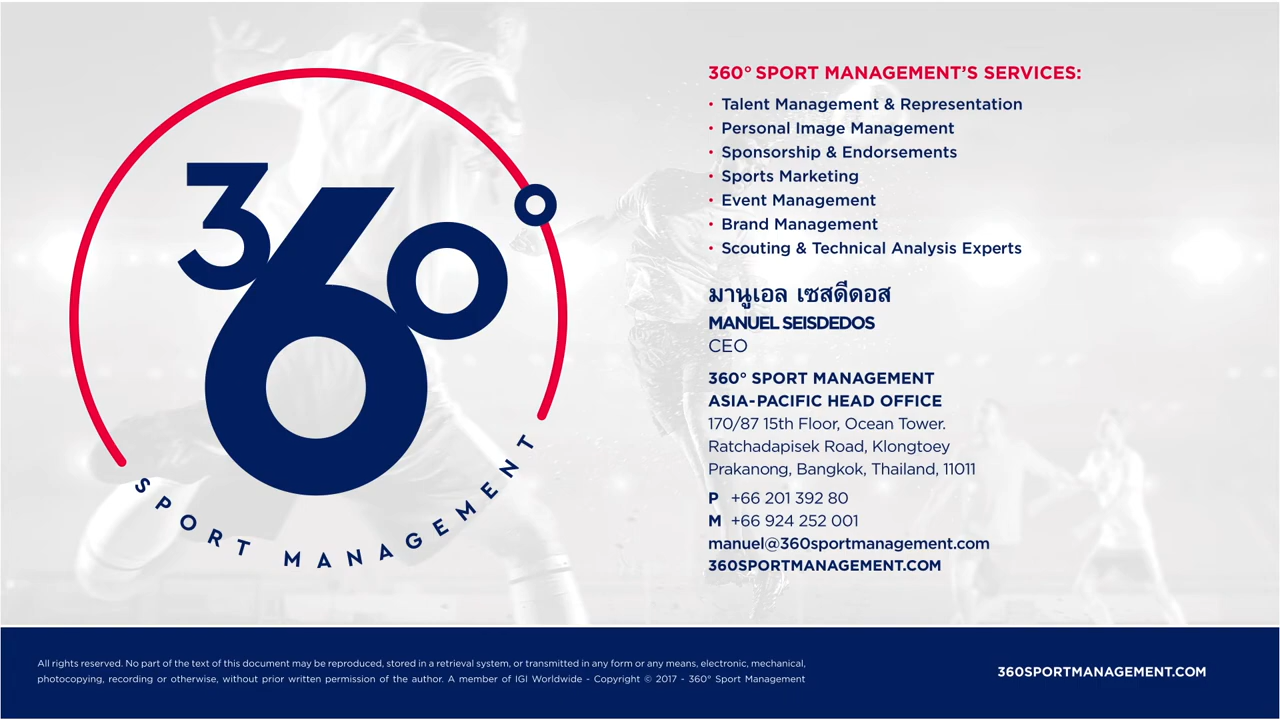 360°
SPORT MANAGEMENT
360° SPORT MANAGEMENT'S SERVICES:
• Talent Management & Representation
• Personal Image Management
• Sponsorship & Endorsements
• Sports Marketing
• Event Management
• Brand Management
• Scouting & Technical Analysis Experts
มานูเอล เซสดีดอส
MANUEL SEISDEDOS
CEO
360° SPORT MANAGEMENT
ASIA-PACIFIC HEAD OFFICE
170/87 15th Floor, Ocean Tower.
Ratchadapisek Road, Klongtoey
Prakanong, Bangkok, Thailand, 11011
P +66 201 392 80
M +66 924 252 001
manuel@360sportmanagement.com
360SPORTMANAGEMENT.COM
All rights reserved. No part of the text of this document may be reproduced, stored in a retrieval system, or transmitted in any form or any means, electronic, mechanical,
photocopying, recording or otherwise, without prior written permission of the author. A member of IGI Worldwide - Copyright © 2017 - 360° Sport Management
360SPORTMANAGEMENT.COM